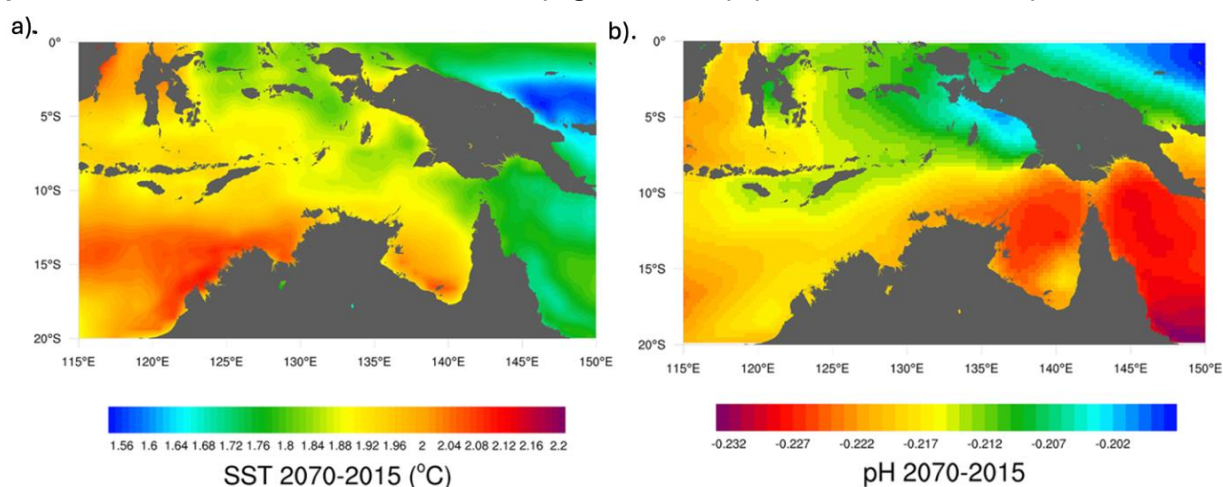 a).
0°
5°S
10°S
15°S
20°S
115°E 120°E 125°E 130°E 135°E 140°E 145°E 150°E
1.56 1.6 1.64 1.68 1.72 1.76 1.8 1.84 1.88 1.92 1.96 2 2.04 2.08 2.12 2.16 2.2
SST 2070-2015 (°C)
b).
0°
5°S
10°S
15°S
20°S
115°E 120°E 125°E 130°E 135°E 140°E 145°E 150°E
-0.232 -0.227 -0.222 -0.217 -0.212 -0.207 -0.202
pH 2070-2015